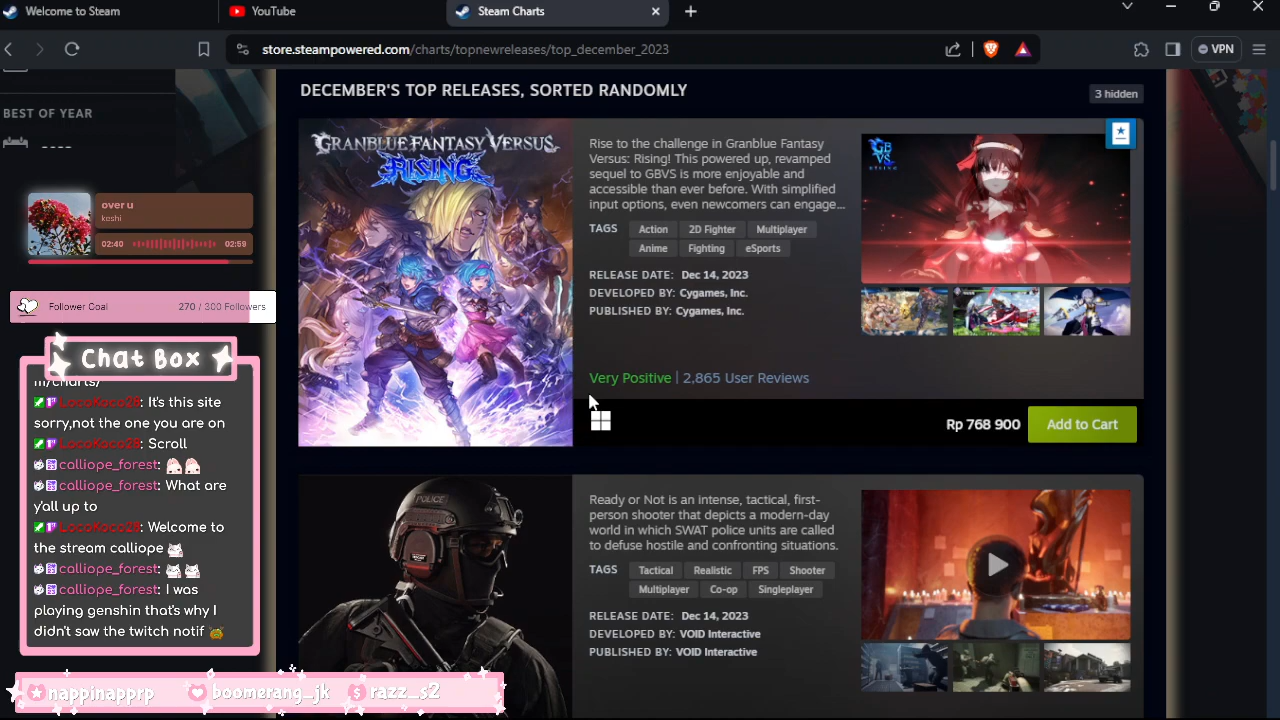 Welcome to Steam
YouTube
Steam Charts
store.steampowered.com/charts/topnewreleases/top_december_2023
VPN
BEST OF YEAR
over u
keshi
02:40
02:59
Follower Goal
270 / 300 Followers
Chat Box
m/charts/
LocoKoco28: It's this site
sorry,not the one you are on
LocoKoco28: Scroll
calliope_forest:
calliope_forest: What are
y'all up to
LocoKoco28: Welcome to
the stream calliope
calliope_forest:
calliope_forest: I was
playing genshin that's why I
didn't saw the twitch notif
nappinapprp
boomerang_jk
razz_s2
DECEMBER'S TOP RELEASES, SORTED RANDOMLY
3 hidden
GRANBLUE FANTASY VERSUS
RISING
Rise to the challenge in Granblue Fantasy
Versus: Rising! This powered up, revamped
sequel to GBVS is more enjoyable and
accessible than ever before. With simplified
input options, even newcomers can engage...
TAGS
Action
2D Fighter
Multiplayer
Anime
Fighting
eSports
RELEASE DATE: Dec 14, 2023
DEVELOPED BY: Cygames, Inc.
PUBLISHED BY: Cygames, Inc.
Very Positive | 2,865 User Reviews
GB
VS
RISING
Rp 768 900
Add to Cart
POLICE
Ready or Not is an intense, tactical, first-
person shooter that depicts a modern-day
world in which SWAT police units are called
to defuse hostile and confronting situations.
TAGS
Tactical
Realistic
FPS
Shooter
Multiplayer
Co-op
Singleplayer
RELEASE DATE: Dec 14, 2023
DEVELOPED BY: VOID Interactive
PUBLISHED BY: VOID Interactive